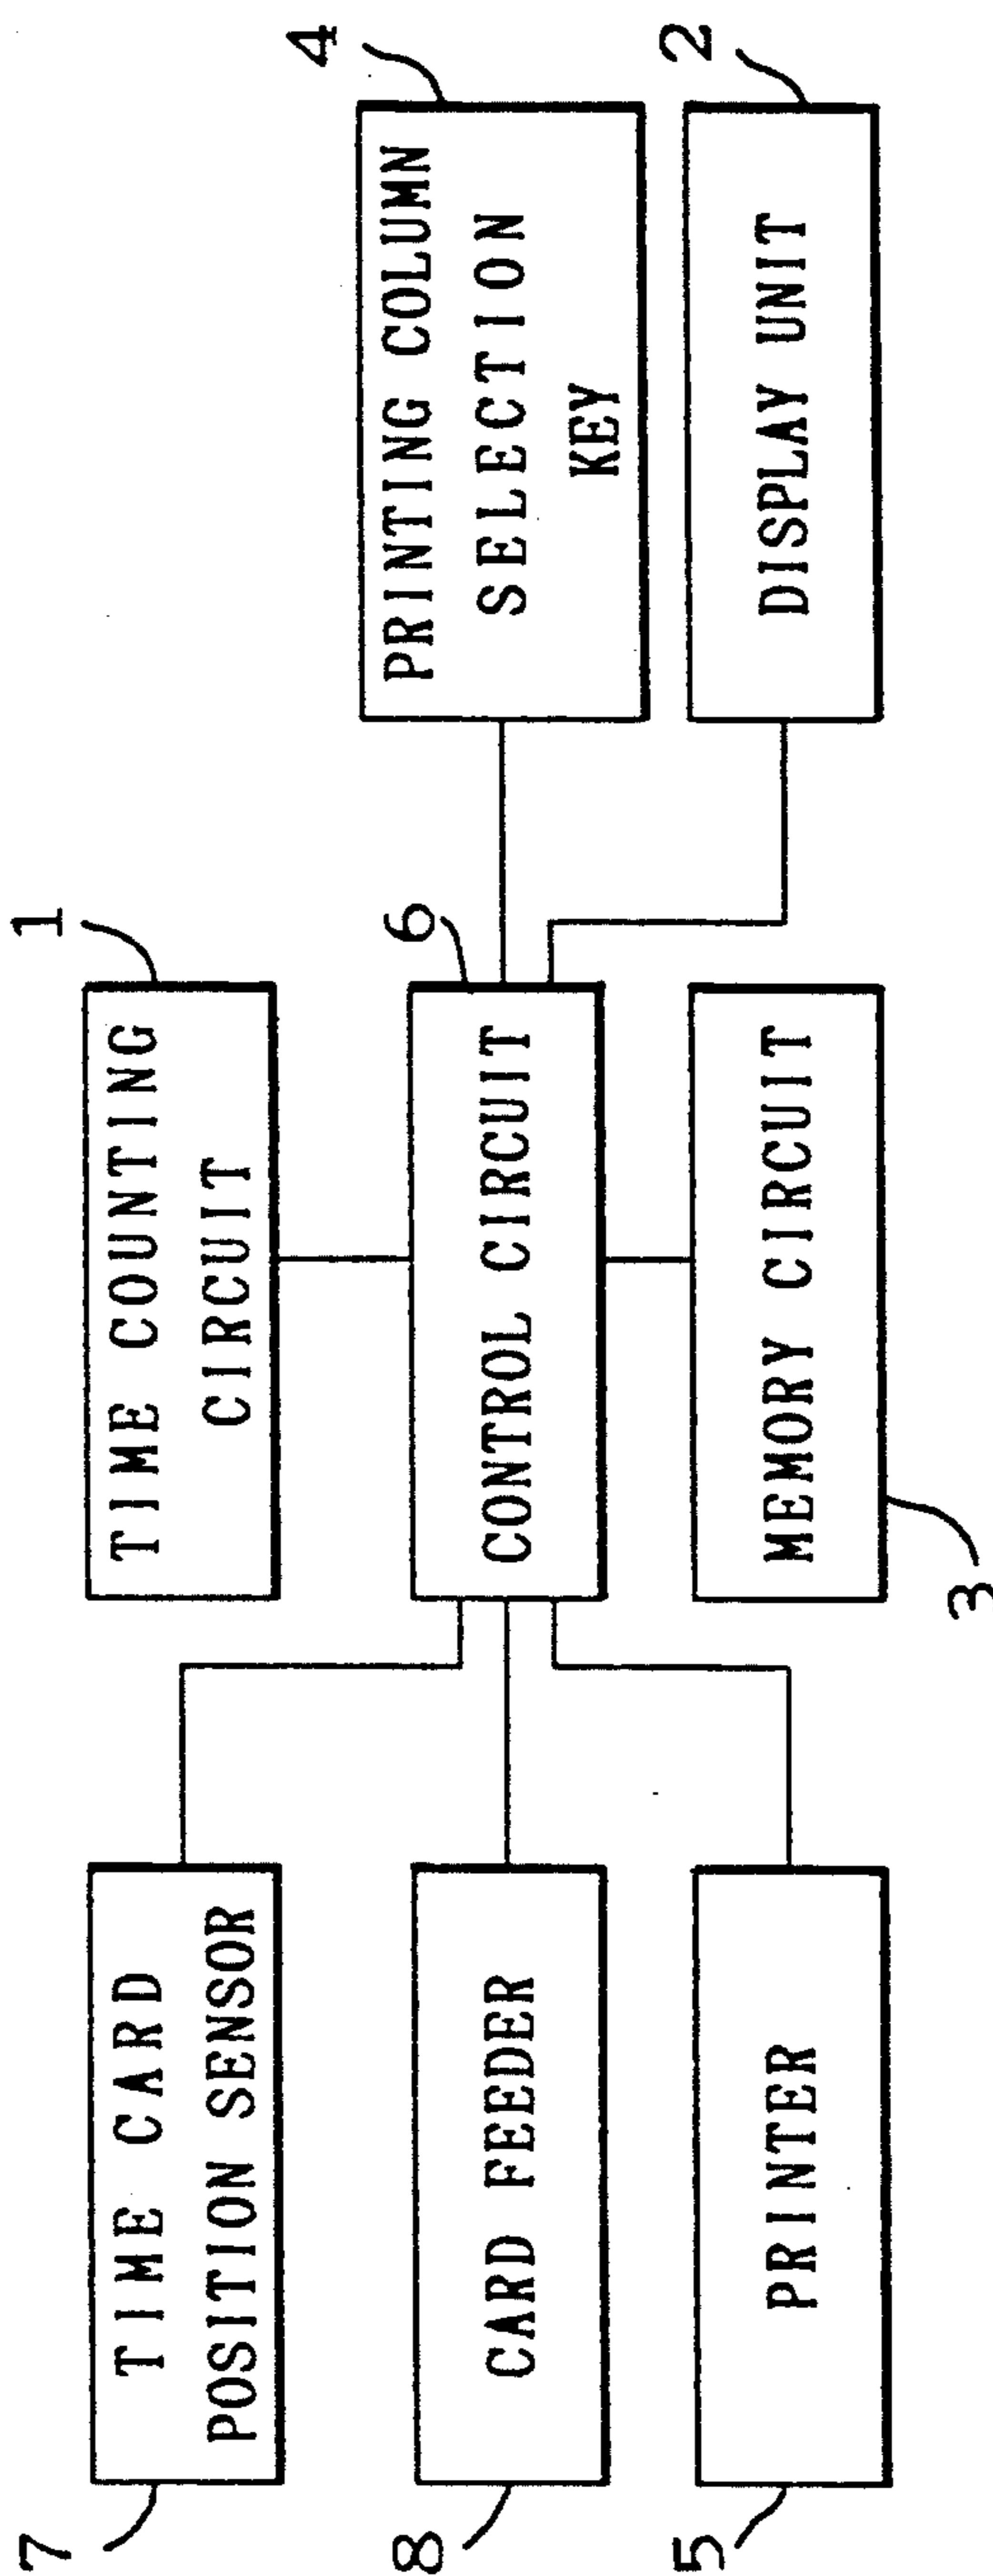 7
TIME CARD
POSITION SENSOR
8
CARD FEEDER
5
PRINTER
1
TIME COUNTING
CIRCUIT
6
CONTROL CIRCUIT
MEMORY CIRCUIT
3
4
PRINTING COLUMN
SELECTION
KEY
2
DISPLAY UNIT